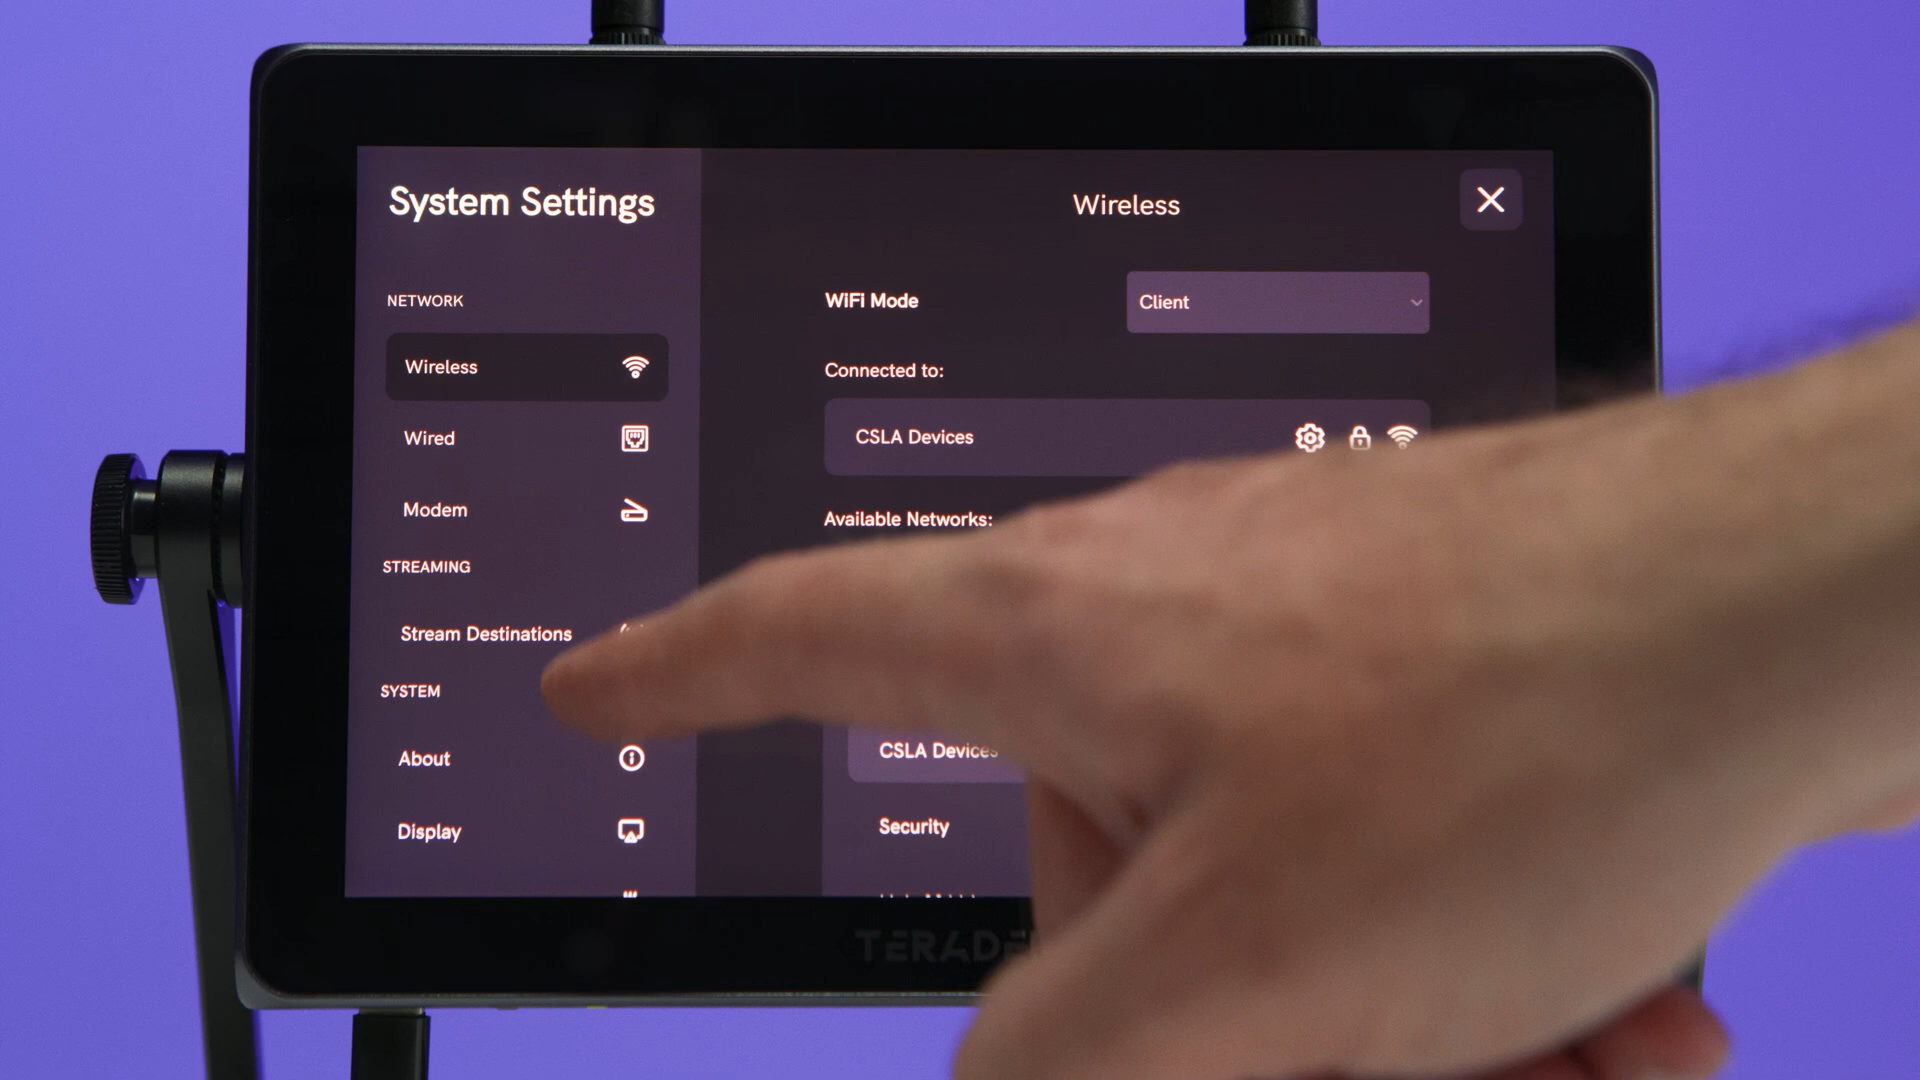 System Settings
NETWORK
Wireless
Wired
Modem
STREAMING
Stream Destinations
SYSTEM
About
Display
Wireless
WiFi Mode
Client
Connected to:
CSLA Devices
Available Networks:
CSLA Devices
Security